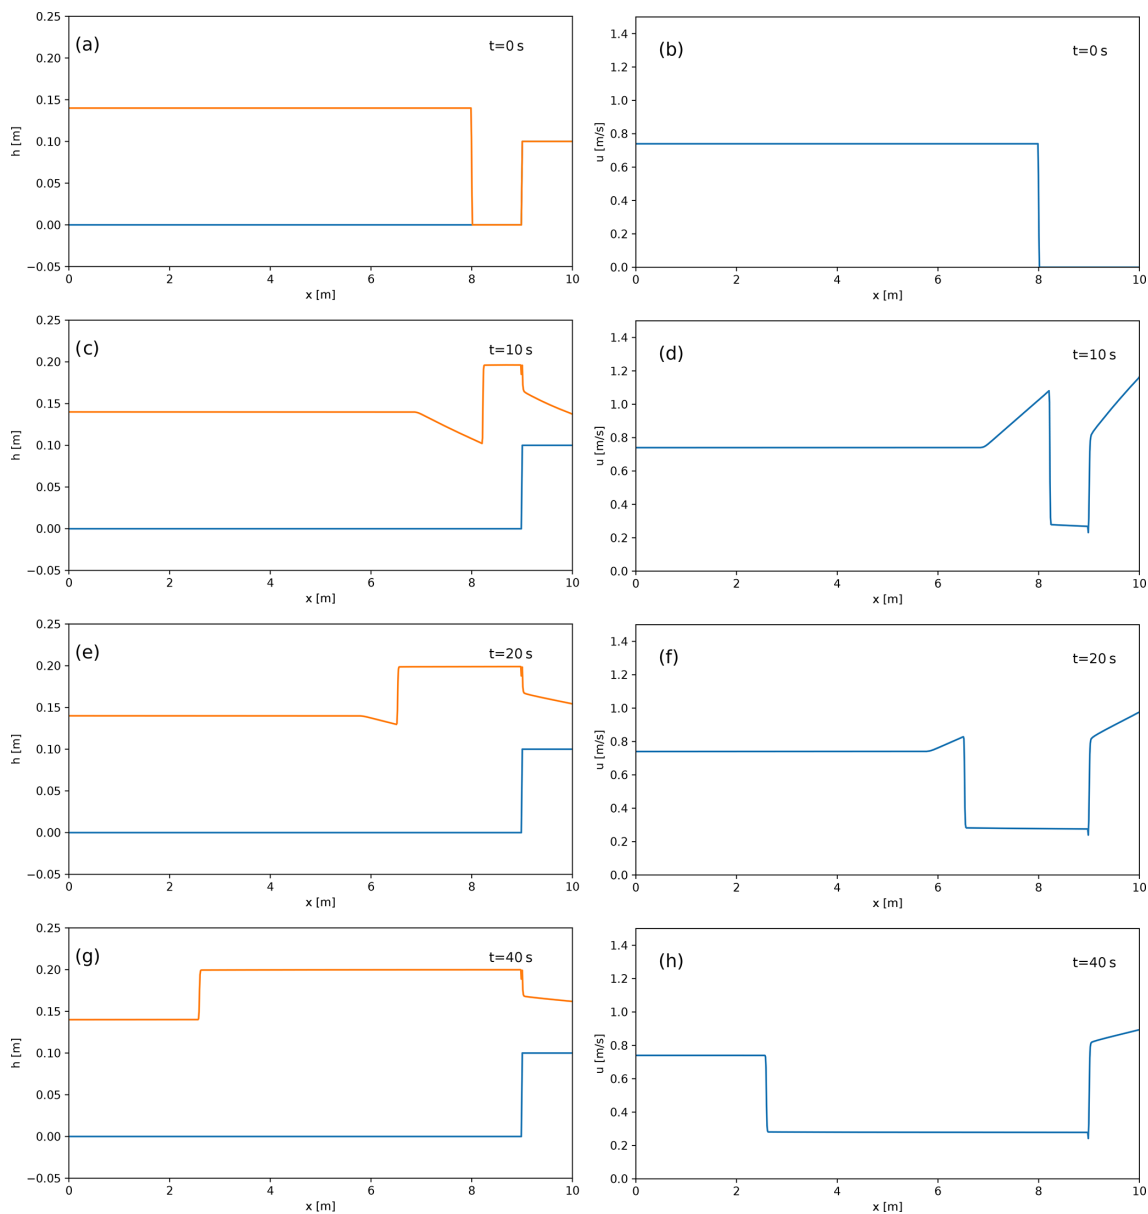 (a)
t=0 s
h [m]
0.25
0.20
0.15
0.10
0.05
0.00
−0.05
0 2 4 6 8 10
x [m]
(b)
t=0 s
u [m/s]
1.4
1.2
1.0
0.8
0.6
0.4
0.2
0.0
0 2 4 6 8 10
x [m]
(c)
t=10 s
h [m]
0.25
0.20
0.15
0.10
0.05
0.00
−0.05
0 2 4 6 8 10
x [m]
(d)
t=10 s
u [m/s]
1.4
1.2
1.0
0.8
0.6
0.4
0.2
0.0
0 2 4 6 8 10
x [m]
(e)
t=20 s
h [m]
0.25
0.20
0.15
0.10
0.05
0.00
−0.05
0 2 4 6 8 10
x [m]
(f)
t=20 s
u [m/s]
1.4
1.2
1.0
0.8
0.6
0.4
0.2
0.0
0 2 4 6 8 10
x [m]
(g)
t=40 s
h [m]
0.25
0.20
0.15
0.10
0.05
0.00
−0.05
0 2 4 6 8 10
x [m]
(h)
t=40 s
u [m/s]
1.4
1.2
1.0
0.8
0.6
0.4
0.2
0.0
0 2 4 6 8 10
x [m]